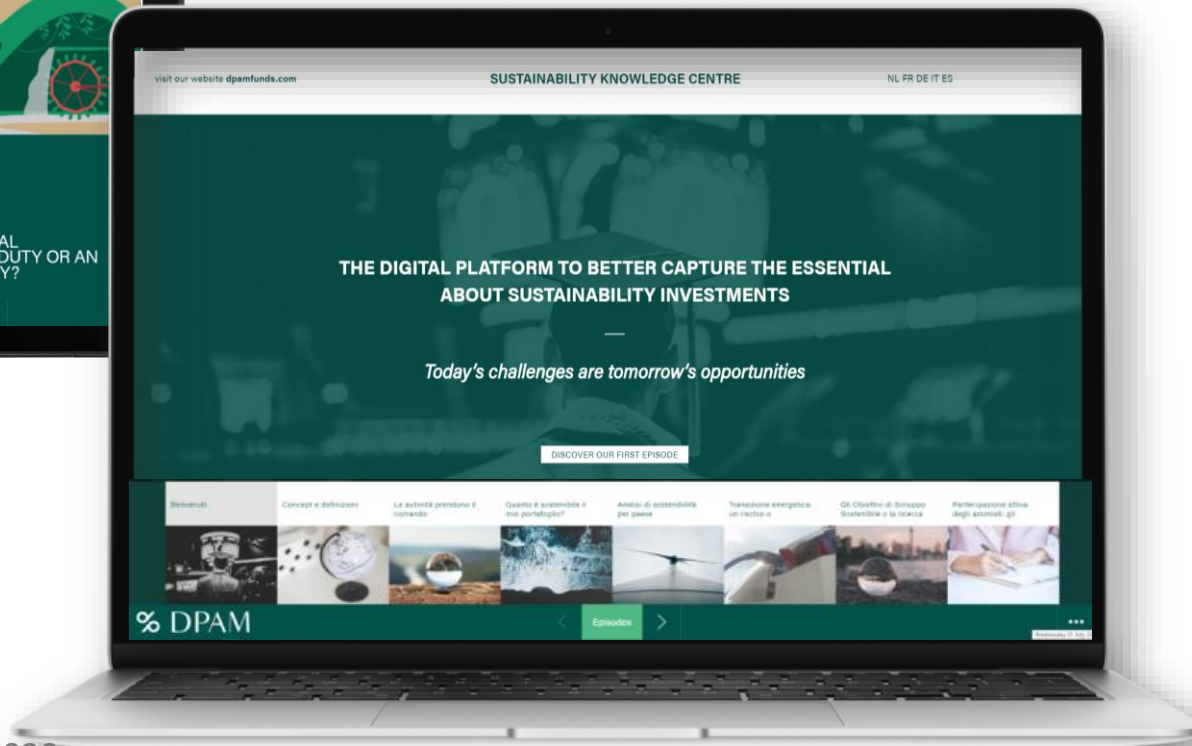 AL
DUTY OR AN
Y?
visit our website dpamfunds.com
SUSTAINABILITY KNOWLEDGE CENTRE
NL FR DE IT ES
THE DIGITAL PLATFORM TO BETTER CAPTURE THE ESSENTIAL
ABOUT SUSTAINABILITY INVESTMENTS
Today's challenges are tomorrow's opportunities
DISCOVER OUR FIRST EPISODE
Benvenuti
Concept e definizioni
Le autorità prendono il
comando
Quanto è sostenibile il
mio portafoglio?
Analisi di sostenibilità
per paese
Transizione energetica:
un rischio o
Gli Obiettivi di Sviluppo
Sostenibile o la ricerca
Partecipazione attiva
degli azionisti: gli
DPAM
Episodes